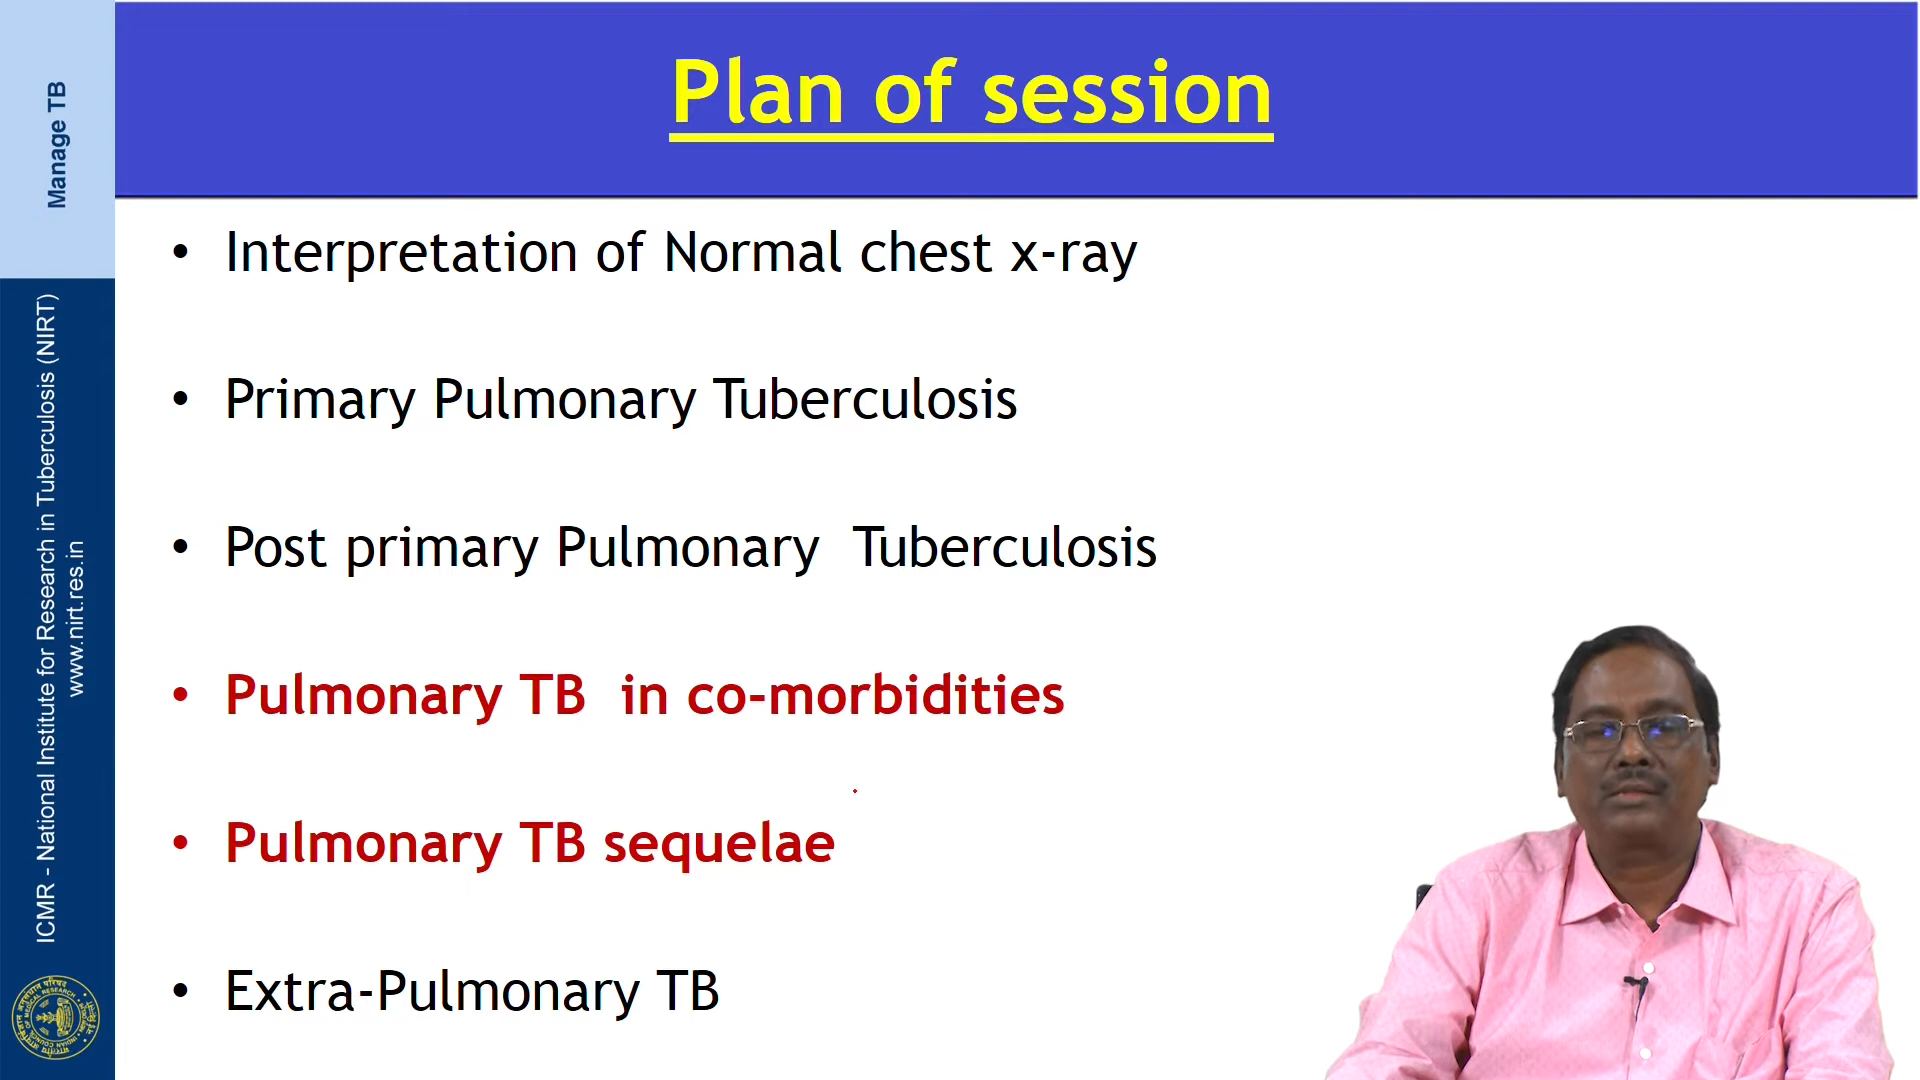 Manage TB
ICMR - National Institute for Research in Tuberculosis (NIRT)
www.nirt.res.in
Plan of session
• Interpretation of Normal chest x-ray
• Primary Pulmonary Tuberculosis
• Post primary Pulmonary  Tuberculosis
• Pulmonary TB  in co-morbidities
• Pulmonary TB sequelae
• Extra-Pulmonary TB